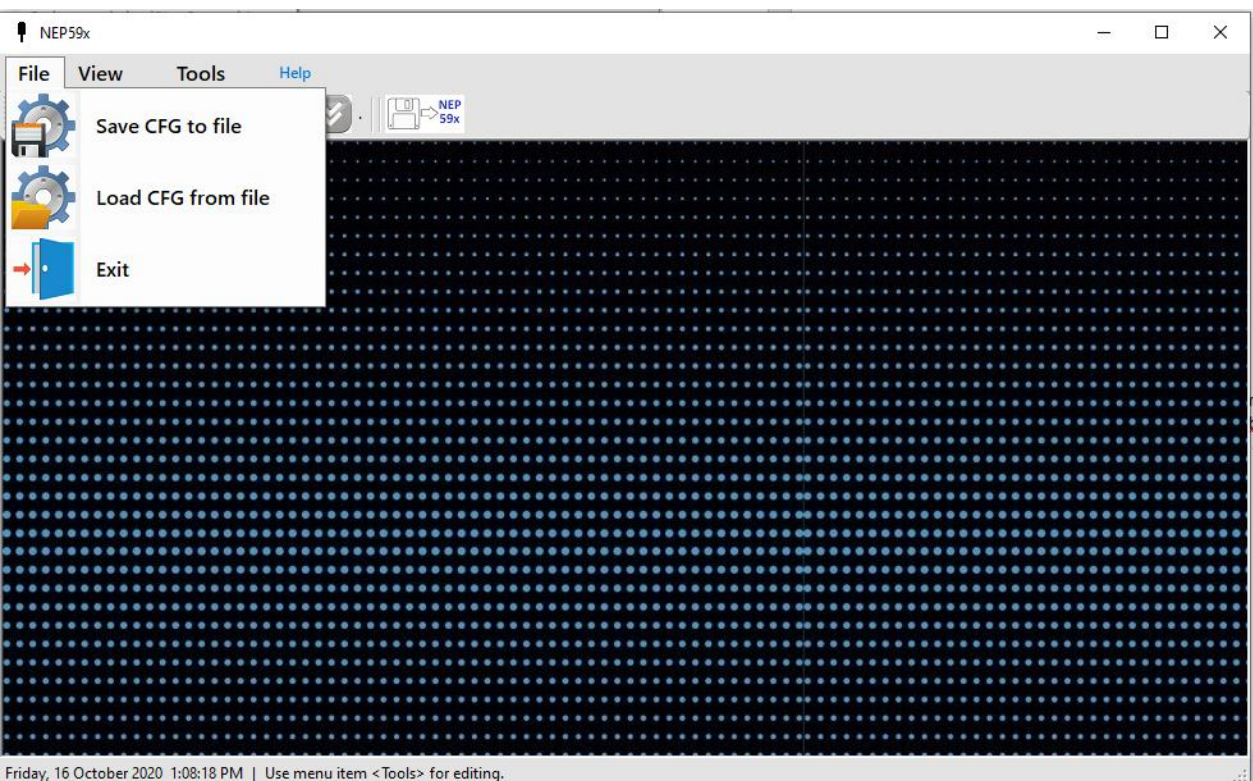 NEP59x
File View Tools Help
NEP
59x
Save CFG to file
Load CFG from file
Exit
Friday, 16 October 2020 1:08:18 PM | Use menu item <Tools> for editing.